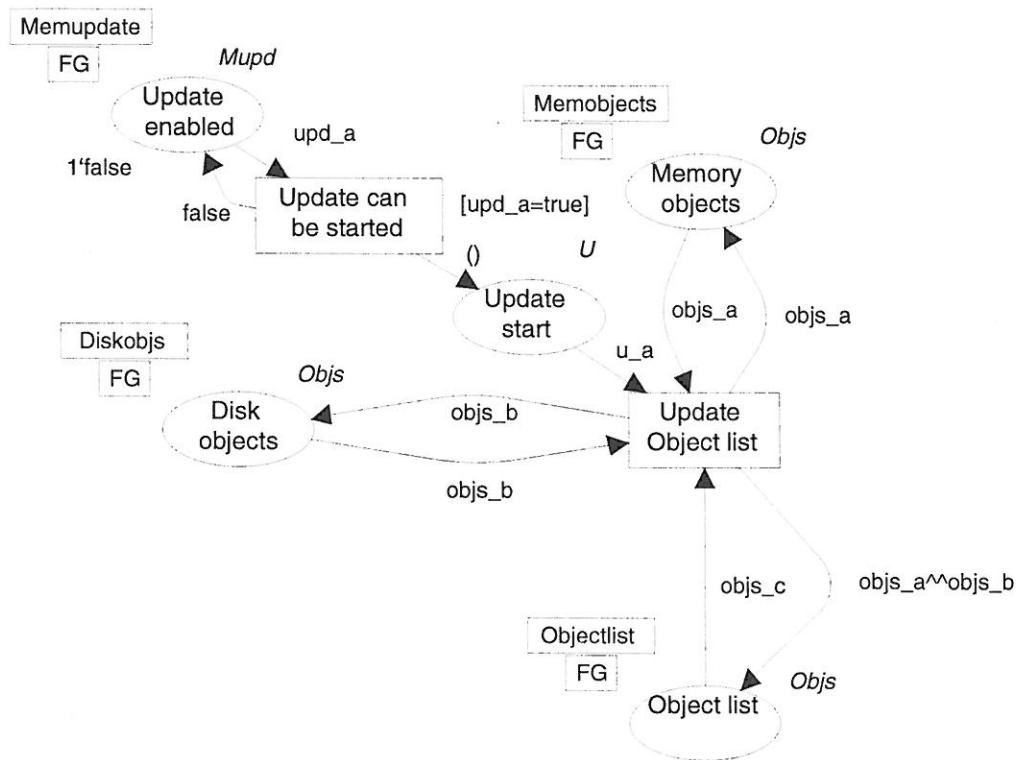 Memupdate
FG
Mupd
Update
enabled
upd_a
1'false
false
Update can
be started
[upd_a=true]
()
U
Update
start
u_a
Memobjects
FG
Objs
Memory
objects
objs_a
objs_a
Diskobjs
FG
Objs
Disk
objects
objs_b
objs_b
Update
Object list
objs_c
objs_a^^objs_b
Objectlist
FG
Objs
Object list